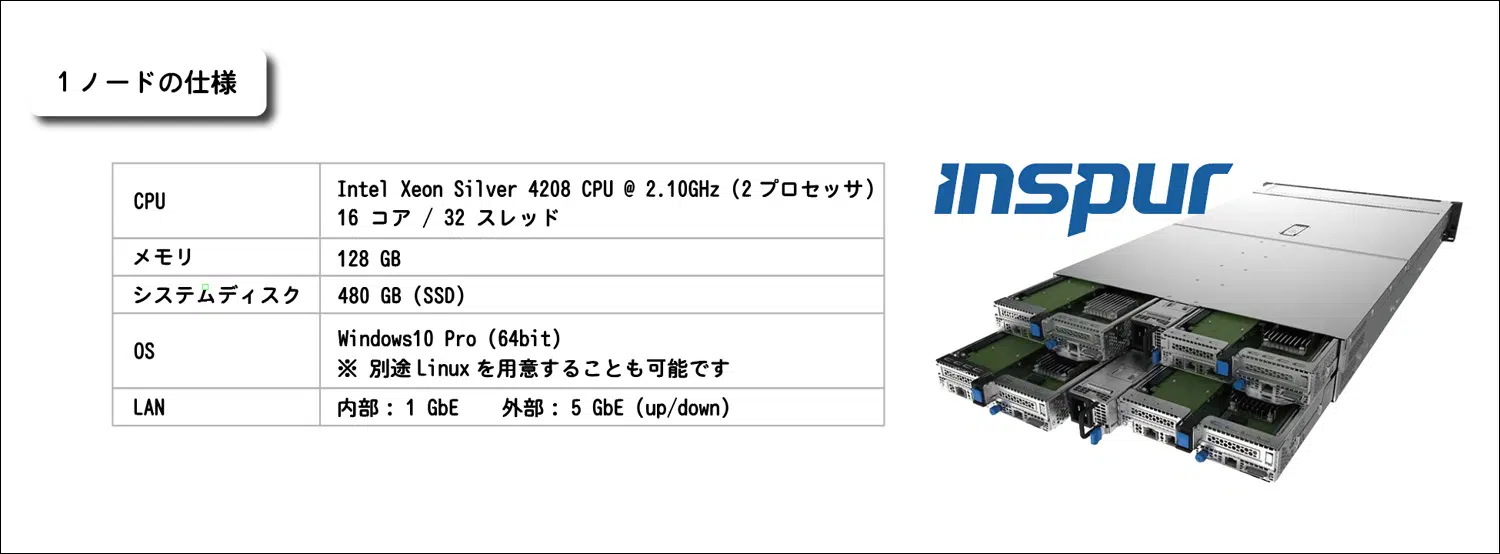 1ノードの仕様
CPU
Intel Xeon Silver 4208 CPU @ 2.10GHz (2プロセッサ)
16 コア / 32 スレッド
メモリ
128 GB
システムディスク
480 GB (SSD)
OS
Windows10 Pro (64bit)
※ 別途Linuxを用意することも可能です
LAN
内部：1 GbE　　外部：5 GbE (up/down)
inspur